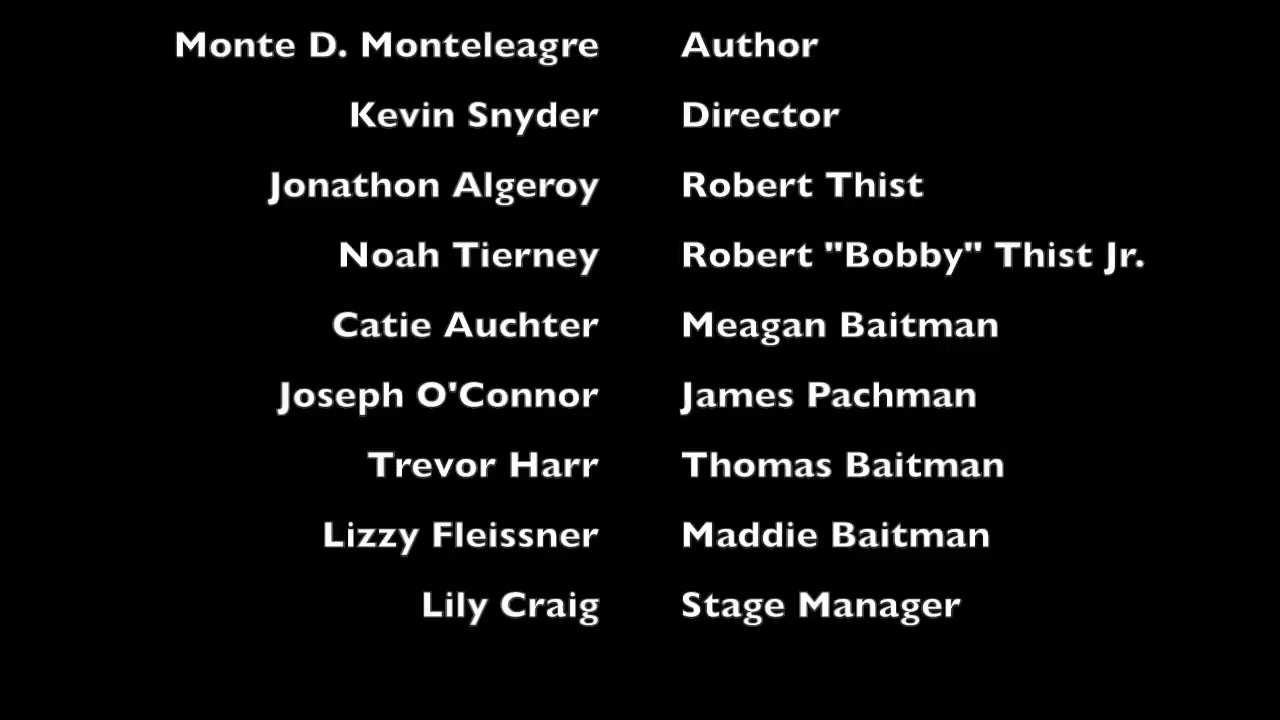 Monte D. Monteleagre Author
Kevin Snyder Director
Jonathon Algeroy Robert Thist
Noah Tierney Robert "Bobby" Thist Jr.
Catie Auchter Meagan Baitman
Joseph O'Connor James Pachman
Trevor Harr Thomas Baitman
Lizzy Fleissner Maddie Baitman
Lily Craig Stage Manager